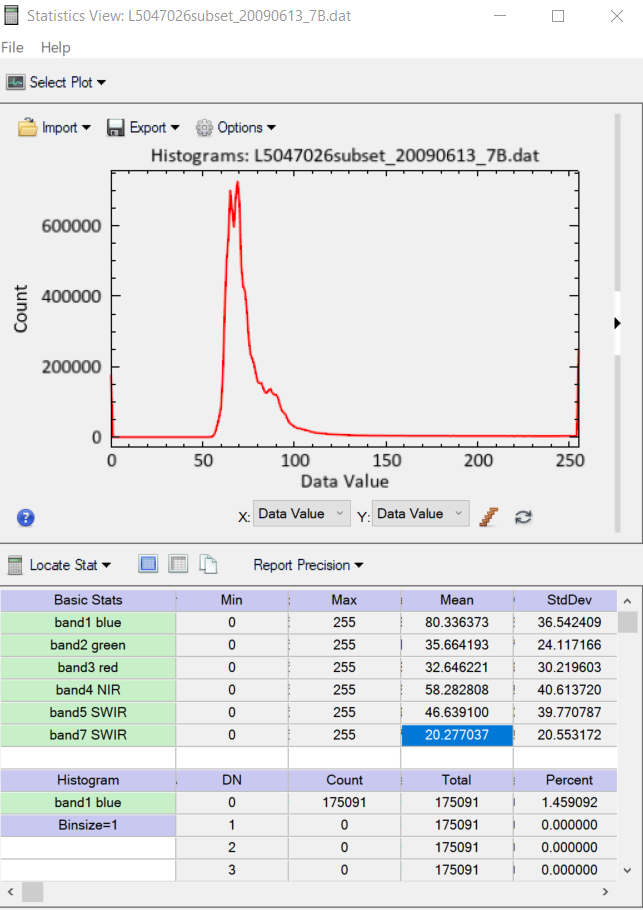 Statistics View: L5047026subset_20090613_7B.dat
File Help
Select Plot
Import Export Options
Histograms: L5047026subset_20090613_7B.dat
600000
400000
200000
0
Count
0 50 100 150 200 250
Data Value
X: Data Value Y: Data Value
Locate Stat Report Precision
Basic Stats Min Max Mean StdDev
band1 blue 0 255 80.336373 36.542409
band2 green 0 255 35.664193 24.117166
band3 red 0 255 32.646221 30.219603
band4 NIR 0 255 58.282808 40.613720
band5 SWIR 0 255 46.639100 39.770787
band7 SWIR 0 255 20.277037 20.553172
Histogram DN Count Total Percent
band1 blue 0 175091 175091 1.459092
Binsize=1 1 0 175091 0.000000
2 0 175091 0.000000
3 0 175091 0.000000